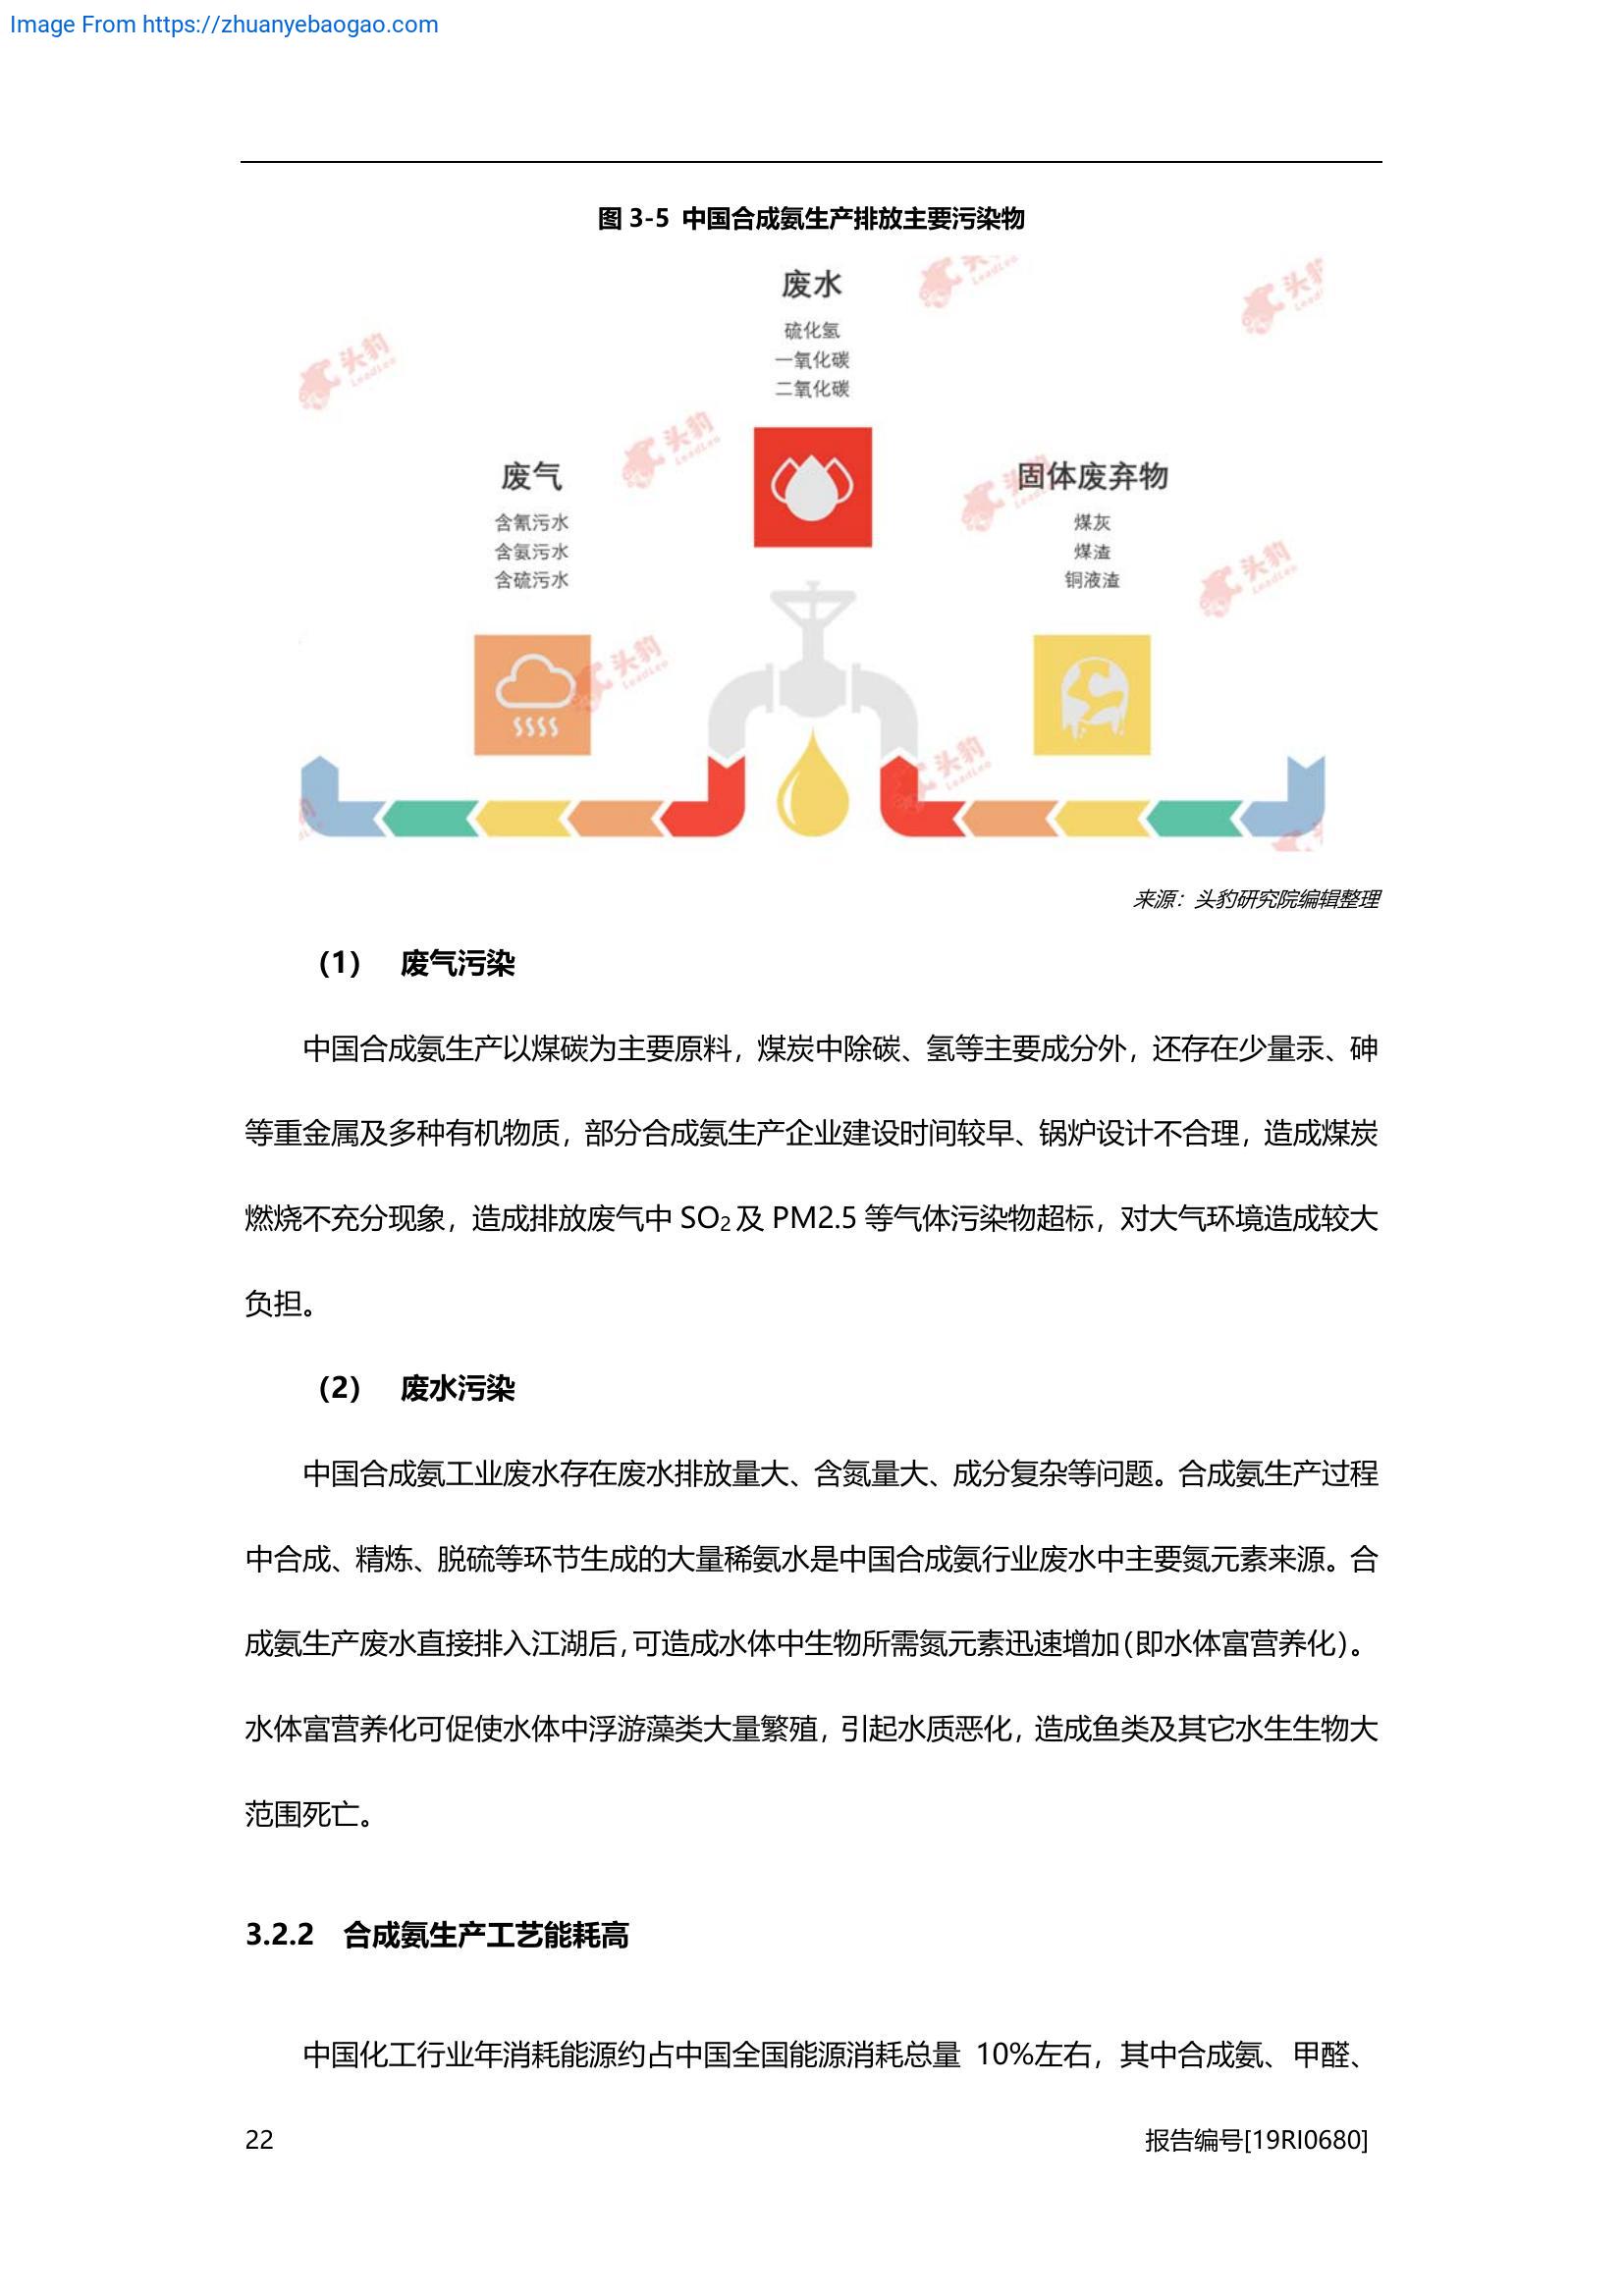 Image From https://zhuanyebaogao.com
图 3-5 中国合成氨生产排放主要污染物
废水
硫化氢
一氧化碳
二氧化碳
废气
含氰污水
含氨污水
含硫污水
固体废弃物
煤灰
煤渣
铜液渣
头豹
LeadLeo
来源：头豹研究院编辑整理
（1） 废气污染
中国合成氨生产以煤碳为主要原料，煤炭中除碳、氢等主要成分外，还存在少量汞、砷
等重金属及多种有机物质，部分合成氨生产企业建设时间较早、锅炉设计不合理，造成煤炭
燃烧不充分现象，造成排放废气中 SO₂及 PM2.5 等气体污染物超标，对大气环境造成较大
负担。
（2） 废水污染
中国合成氨工业废水存在废水排放量大、含氮量大、成分复杂等问题。合成氨生产过程
中合成、精炼、脱硫等环节生成的大量稀氨水是中国合成氨行业废水中主要氮元素来源。合
成氨生产废水直接排入江湖后，可造成水体中生物所需氮元素迅速增加（即水体富营养化）。
水体富营养化可促使水体中浮游藻类大量繁殖，引起水质恶化，造成鱼类及其它水生生物大
范围死亡。
3.2.2 合成氨生产工艺能耗高
中国化工行业年消耗能源约占中国全国能源消耗总量 10%左右，其中合成氨、甲醛、
22
报告编号[19RI0680]